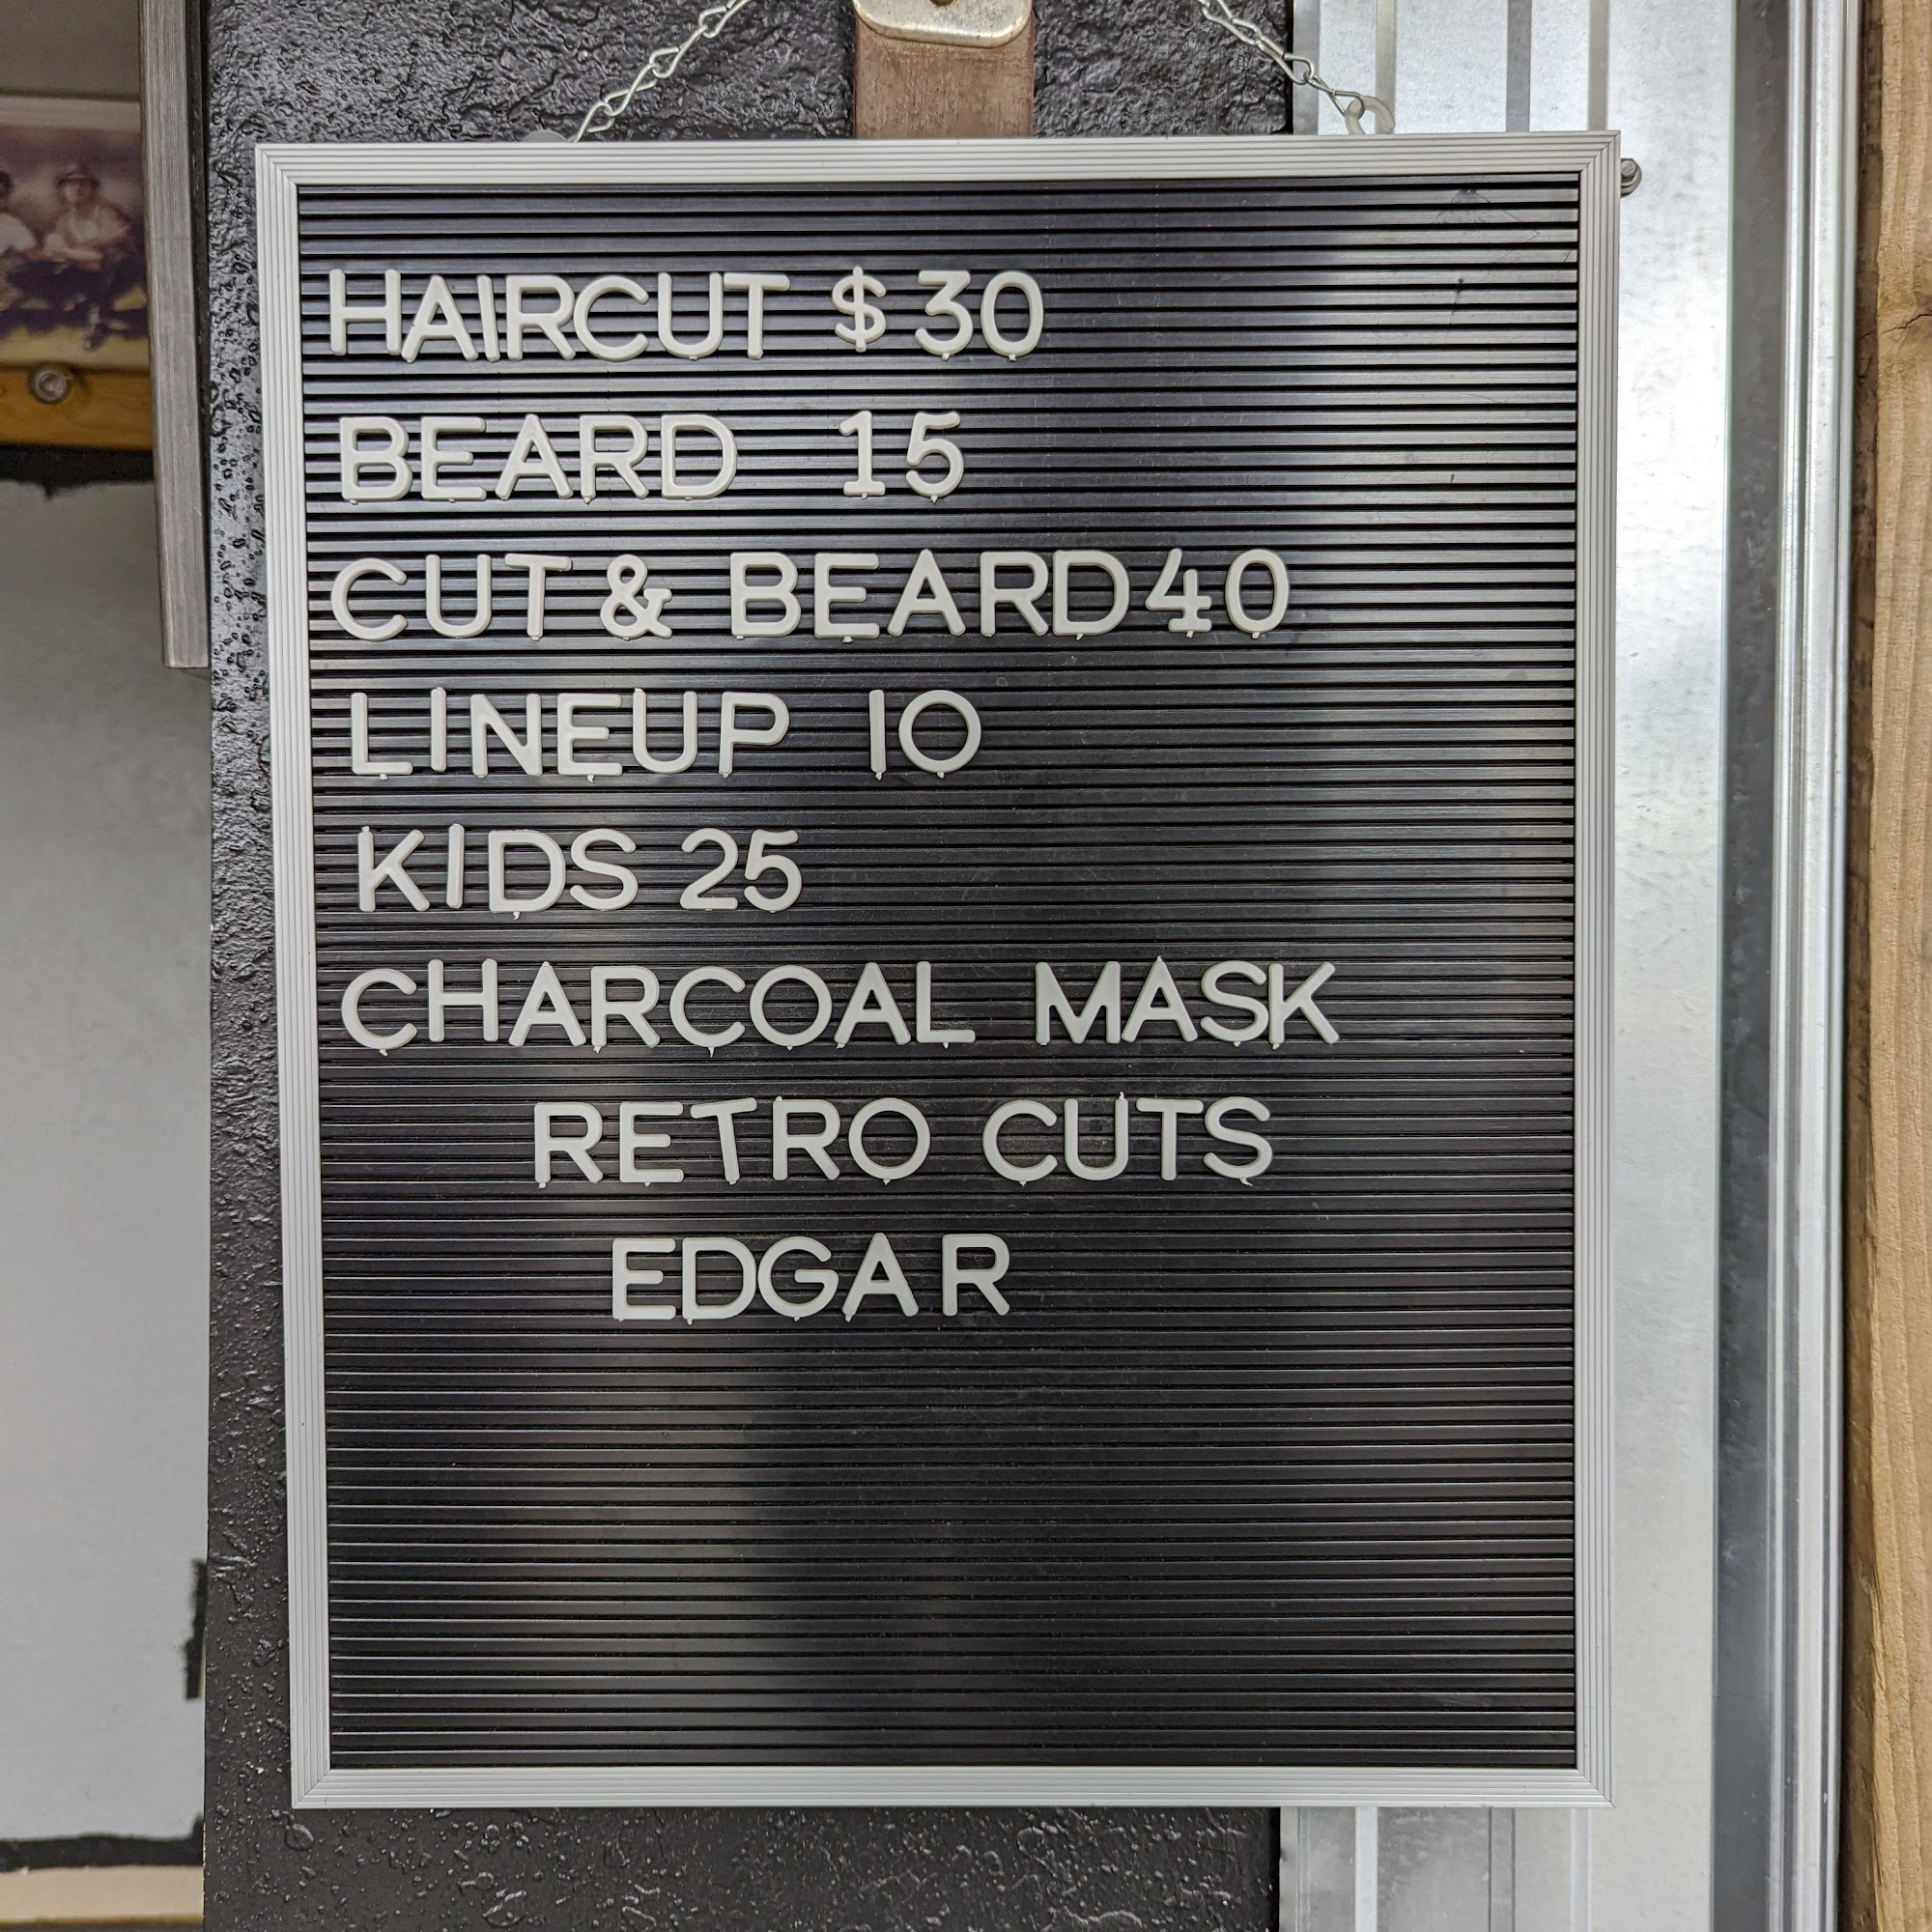 HAIRCUT $30
BEARD 15
CUT & BEARD 40
LINEUP 10
KIDS 25
CHARCOAL MASK
RETRO CUTS
EDGAR